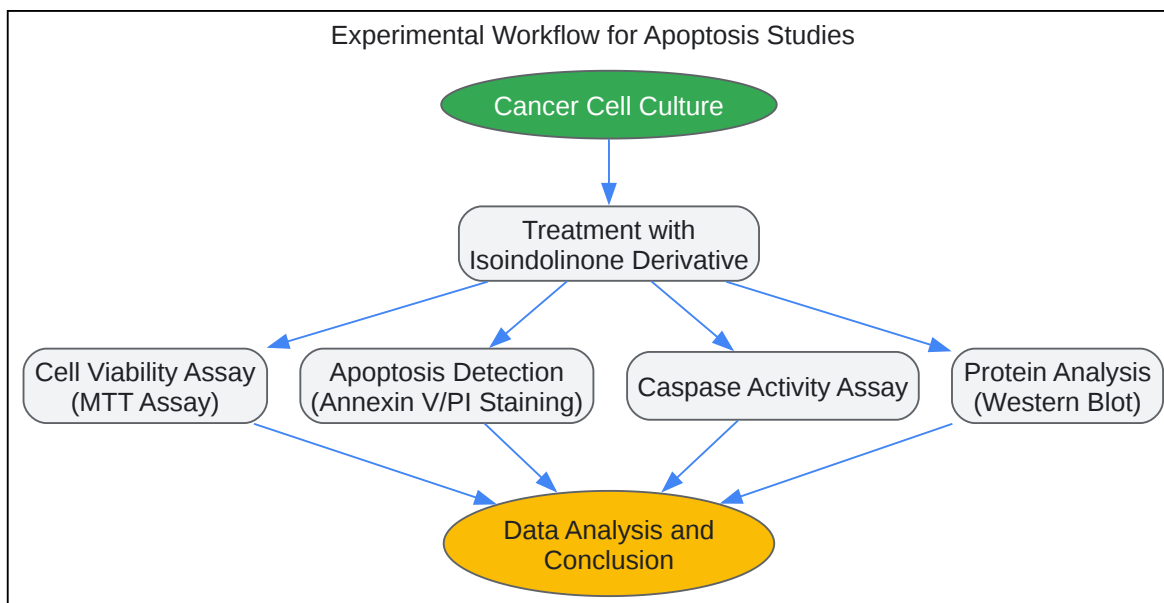 Experimental Workflow for Apoptosis Studies
Cancer Cell Culture
Treatment with
Isoindolinone Derivative
Cell Viability Assay
(MTT Assay)
Apoptosis Detection
(Annexin V/PI Staining)
Caspase Activity Assay
Protein Analysis
(Western Blot)
Data Analysis and
Conclusion